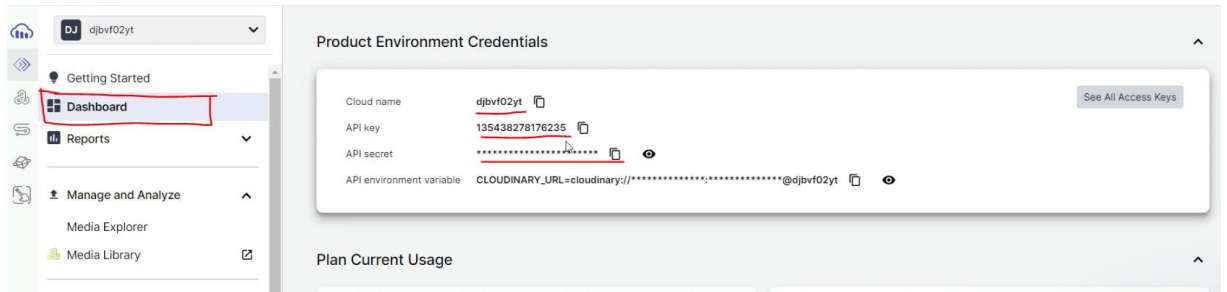 DJ djbvf02yt
Getting Started
Dashboard
Reports
Manage and Analyze
Media Explorer
Media Library
Product Environment Credentials
See All Access Keys
Cloud name djbvf02yt
API key 135438278176235
API secret ************************
API environment variable CLOUDINARY_URL=cloudinary://**************:**************@djbvf02yt
Plan Current Usage